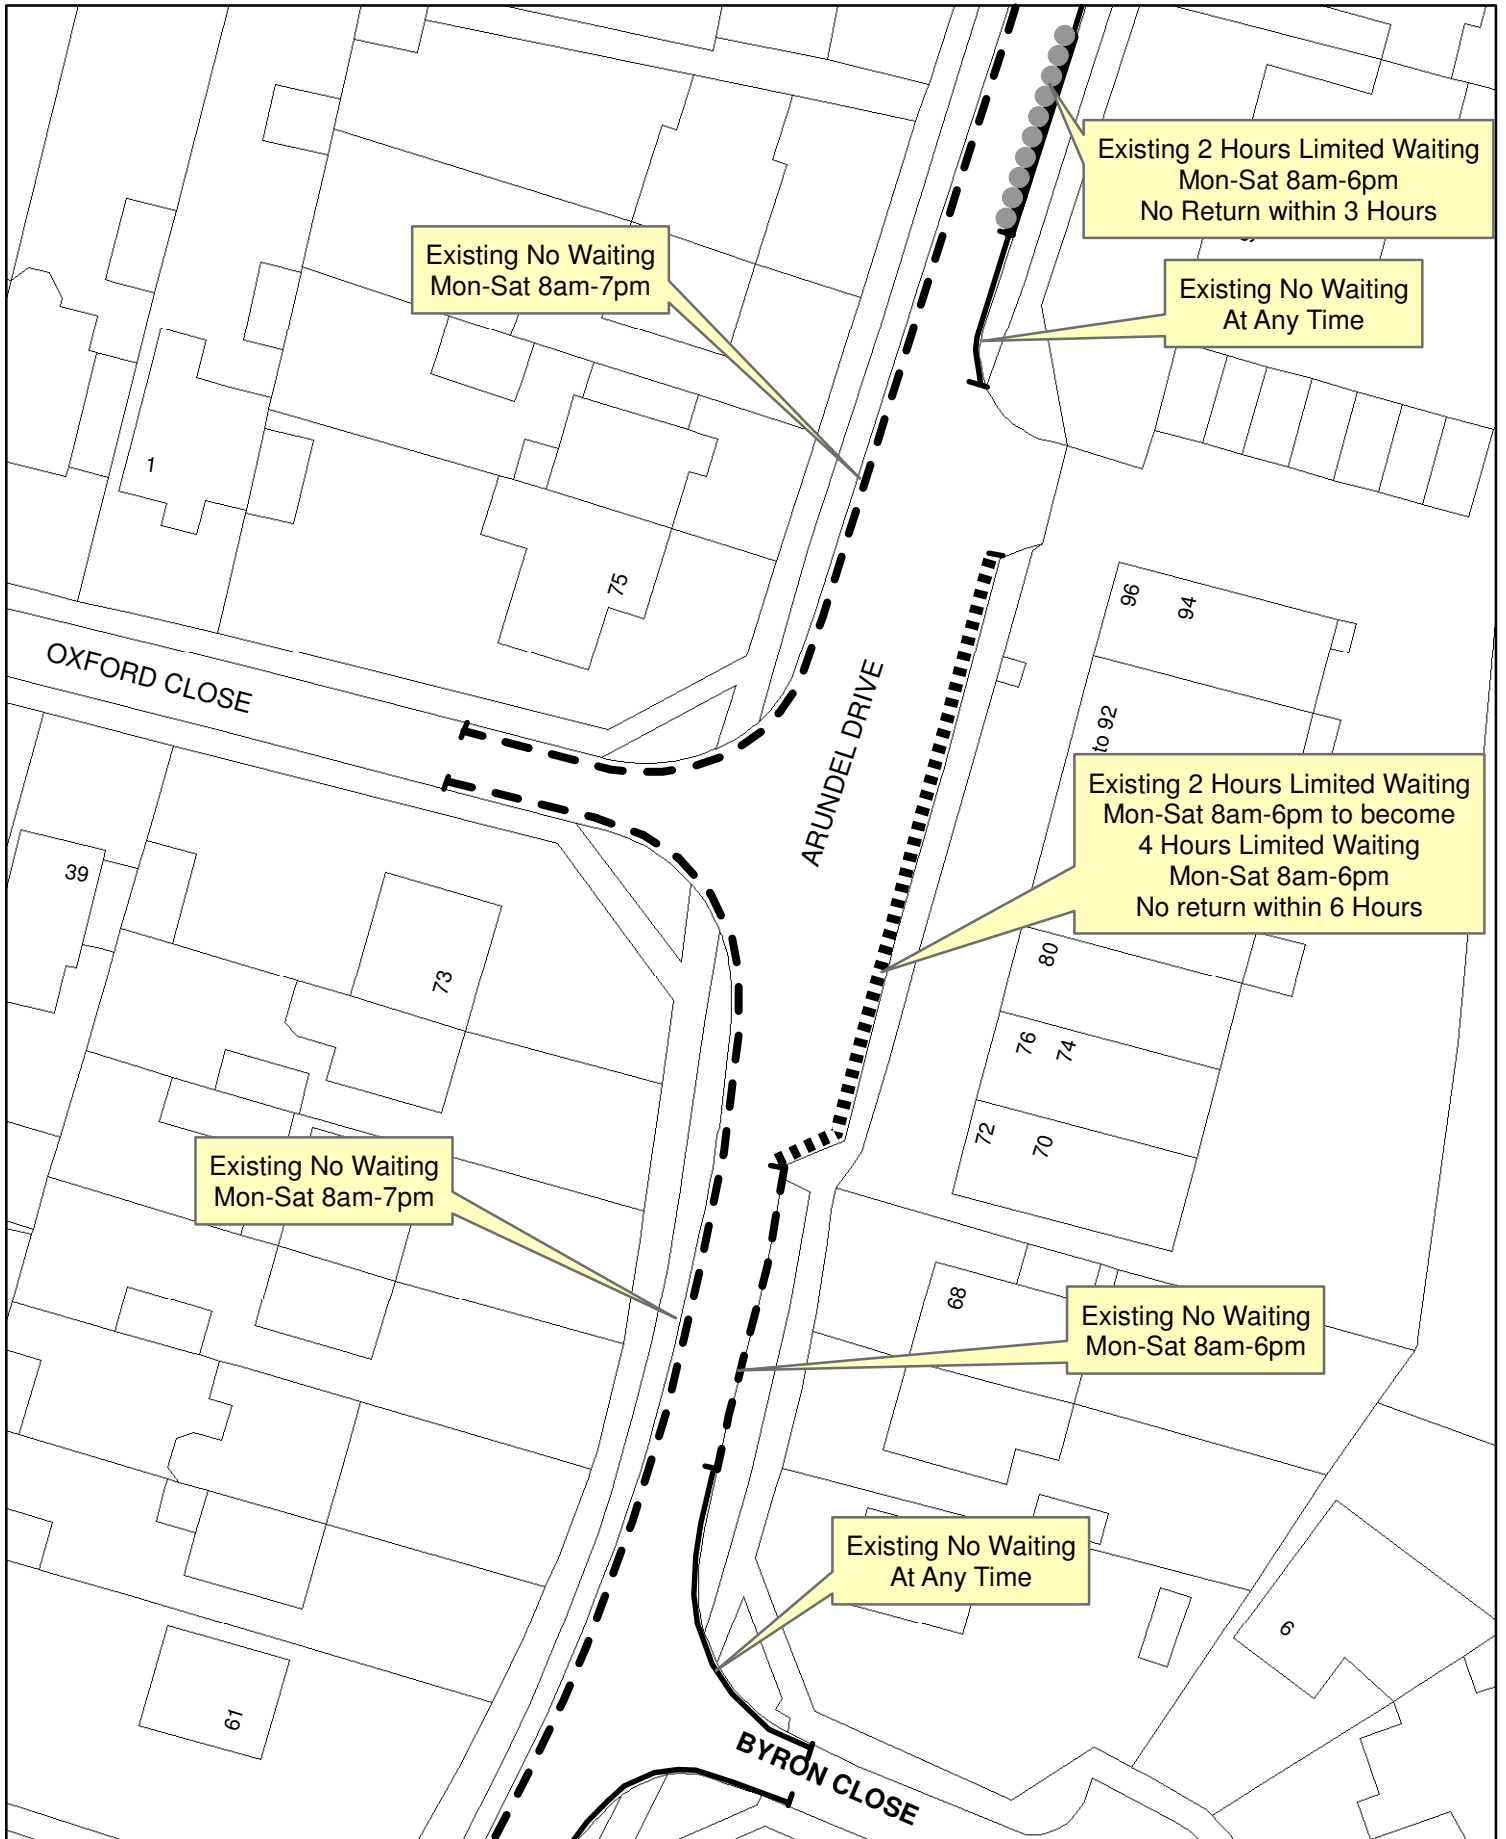 Existing 2 Hours Limited Waiting
Mon-Sat 8am-6pm
No Return within 3 Hours
Existing No Waiting
Mon-Sat 8am-7pm
Existing No Waiting
At Any Time
1
75
96
94
OXFORD CLOSE
ARUNDEL DRIVE
to 92
Existing 2 Hours Limited Waiting
Mon-Sat 8am-6pm to become
4 Hours Limited Waiting
Mon-Sat 8am-6pm
No return within 6 Hours
39
73
80
76
74
72
70
Existing No Waiting
Mon-Sat 8am-7pm
68
Existing No Waiting
Mon-Sat 8am-6pm
Existing No Waiting
At Any Time
6
61
BYRON CLOSE